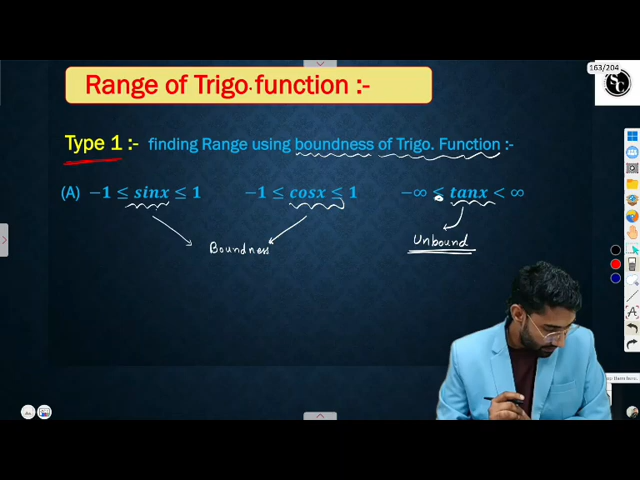 163/204
Range of Trigo. function :-
SC
Type 1 :- finding Range using boundness of Trigo. Function :-
(A) −1 ≤ sinx ≤ 1 −1 ≤ cosx ≤ 1 −∞ ≤ tanx < ∞
Boundness
Unbound